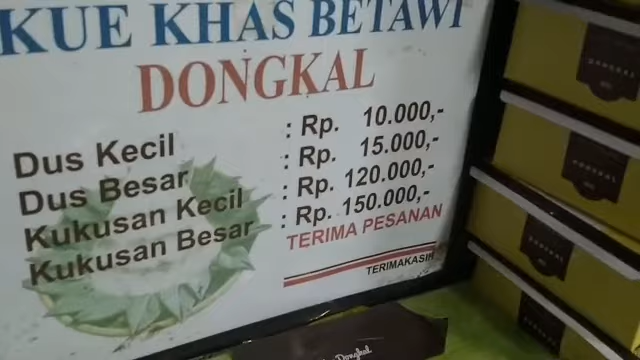 KUE KHAS BETAWI
DONGKAL
Dus Kecil : Rp. 10.000,-
Dus Besar : Rp. 15.000,-
Kukusan Kecil : Rp. 120.000,-
Kukusan Besar : Rp. 150.000,-
TERIMA PESANAN
TERIMAKASIH
Dongkal
DONGKAL
DONGKAL
DONGKAL